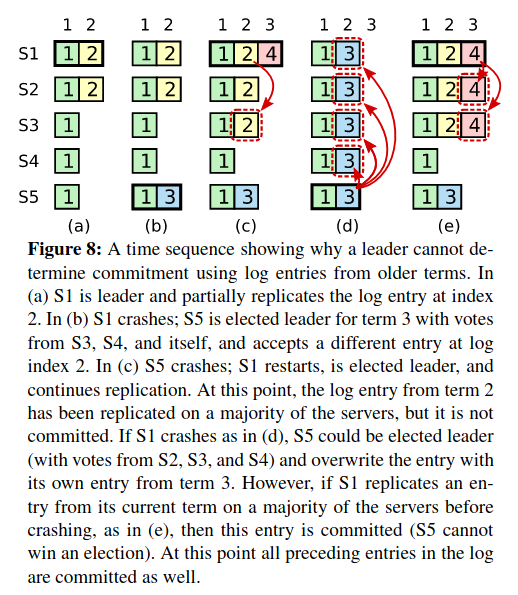 1 2 1 2 1 2 3 1 2 3 1 2 3
S1 1 2 1 2 1 2 4 1 3 1 2 4
S2 1 2 1 2 1 2 1 3 1 2 4
S3 1 1 1 2 1 3 1 2 4
S4 1 1 1 1 3 1
S5 1 1 3 1 3 1 3 1 3
(a) (b) (c) (d) (e)
Figure 8: A time sequence showing why a leader cannot de-
termine commitment using log entries from older terms. In
(a) S1 is leader and partially replicates the log entry at index
2. In (b) S1 crashes; S5 is elected leader for term 3 with votes
from S3, S4, and itself, and accepts a different entry at log
index 2. In (c) S5 crashes; S1 restarts, is elected leader, and
continues replication. At this point, the log entry from term 2
has been replicated on a majority of the servers, but it is not
committed. If S1 crashes as in (d), S5 could be elected leader
(with votes from S2, S3, and S4) and overwrite the entry with
its own entry from term 3. However, if S1 replicates an en-
try from its current term on a majority of the servers before
crashing, as in (e), then this entry is committed (S5 cannot
win an election). At this point all preceding entries in the log
are committed as well.